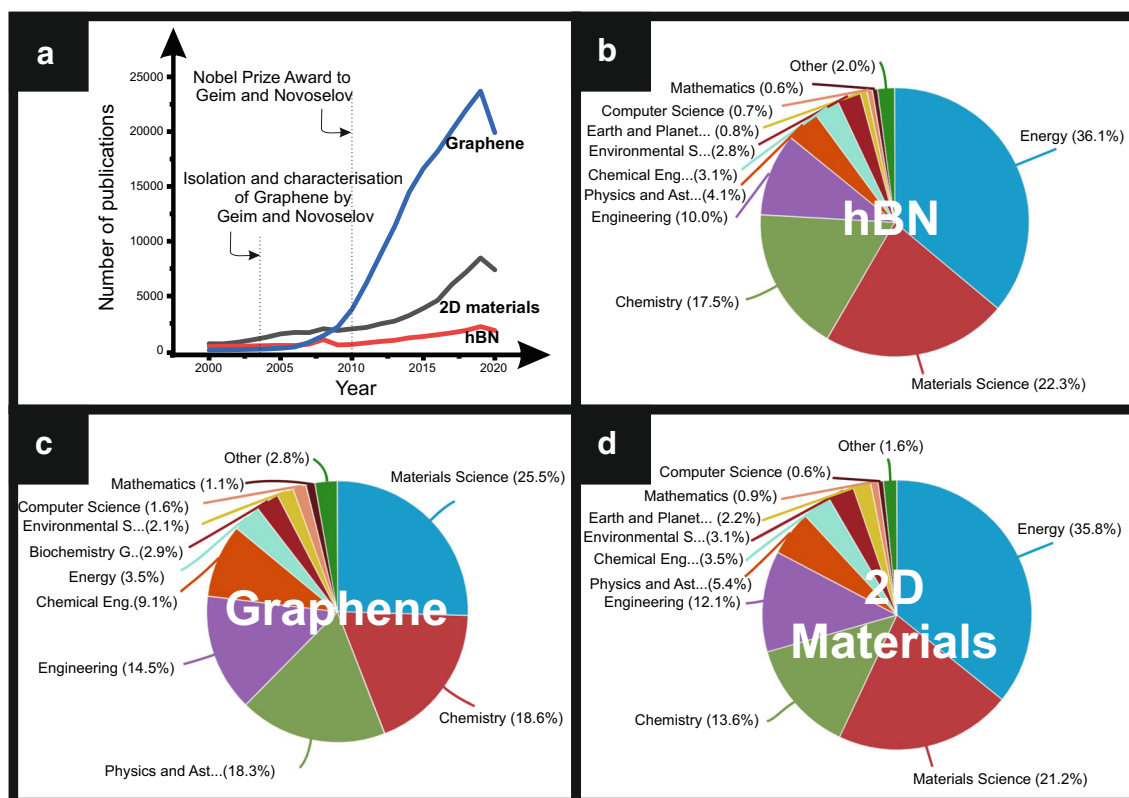 a
Nobel Prize Award to
Geim and Novoselov
Isolation and characterisation
of Graphene by
Geim and Novoselov
Number of publications
25000
20000
15000
10000
5000
0
Graphene
2D materials
hBN
2000
2005
2010
2015
2020
Year
b
Other (2.0%)
Mathematics (0.6%)
Computer Science (0.7%)
Earth and Planet... (0.8%)
Environmental S...(2.8%)
Chemical Eng...(3.1%)
Physics and Ast...(4.1%)
Engineering (10.0%)
Chemistry (17.5%)
Energy (36.1%)
Materials Science (22.3%)
hBN
c
Other (2.8%)
Mathematics (1.1%)
Computer Science (1.6%)
Environmental S...(2.1%)
Biochemistry G..(2.9%)
Energy (3.5%)
Chemical Eng.(9.1%)
Engineering (14.5%)
Physics and Ast...(18.3%)
Materials Science (25.5%)
Chemistry (18.6%)
Graphene
d
Other (1.6%)
Computer Science (0.6%)
Mathematics (0.9%)
Earth and Planet... (2.2%)
Environmental S...(3.1%)
Chemical Eng...(3.5%)
Physics and Ast...(5.4%)
Engineering (12.1%)
Chemistry (13.6%)
Energy (35.8%)
Materials Science (21.2%)
2D
Materials